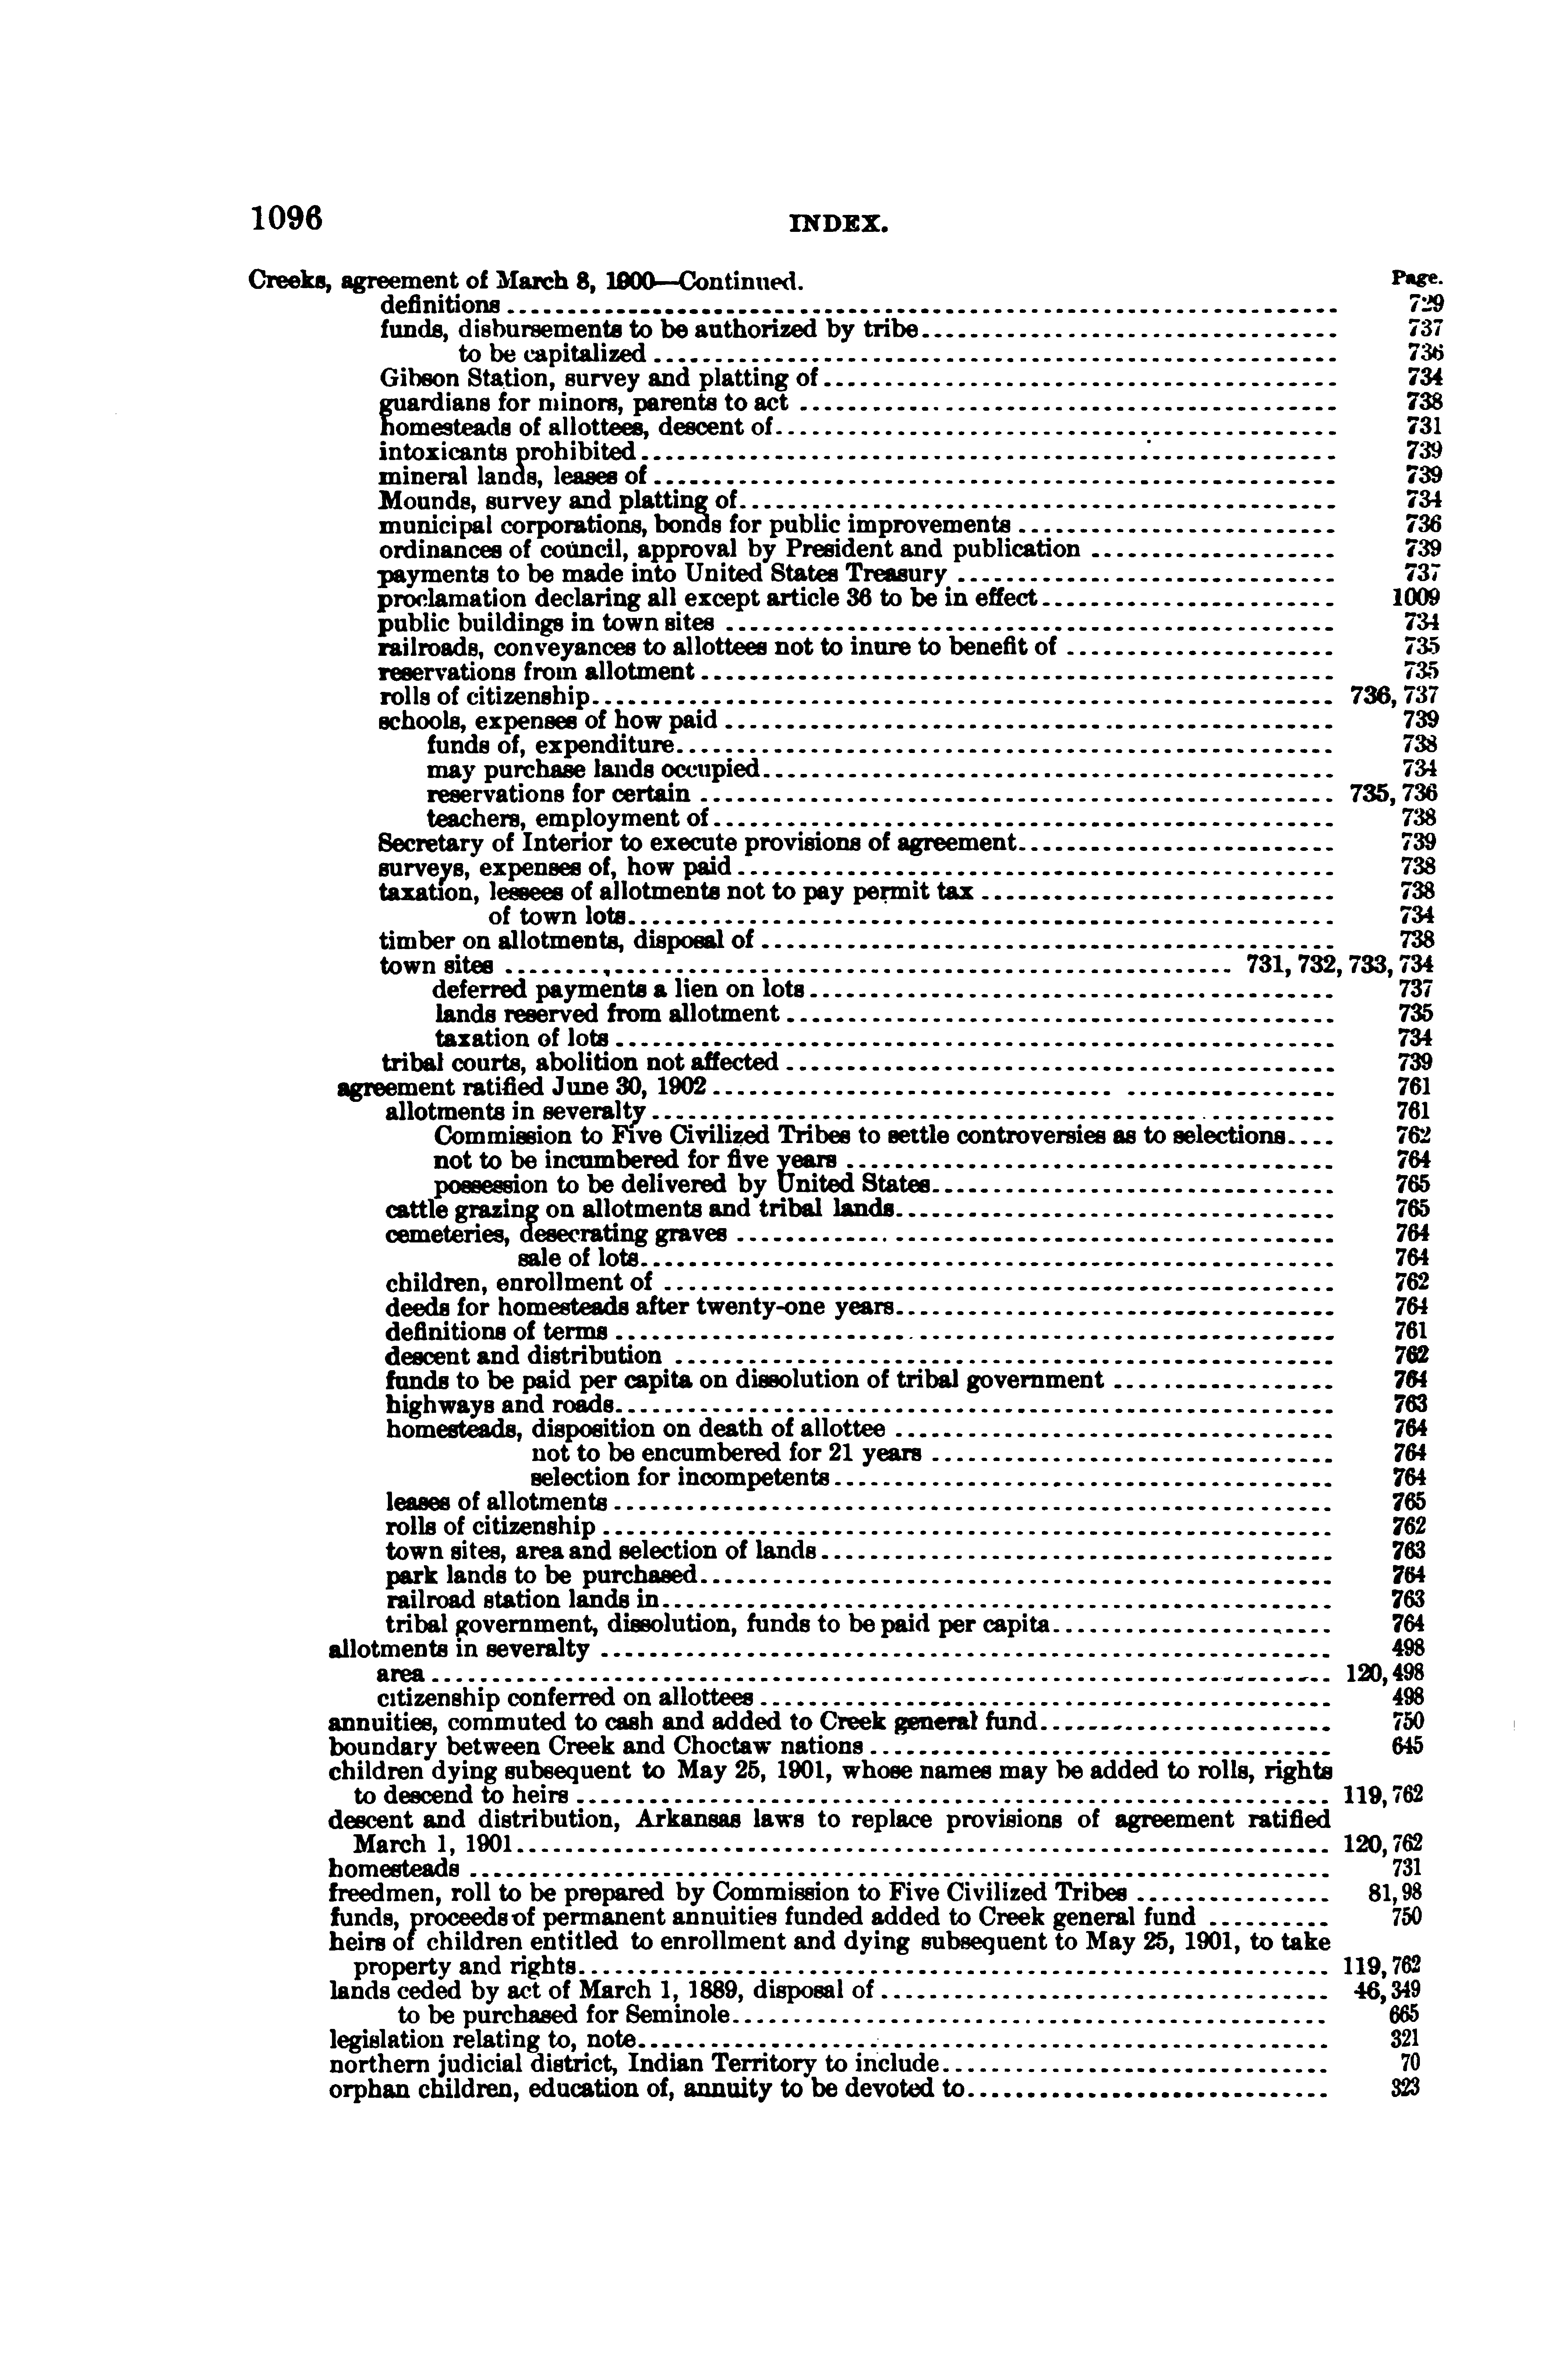 1096
INDEX.
Creeks, agreement of March 8, 1900—Continued. Page.
definitions 729
funds, disbursements to be authorized by tribe 737
to be capitalized 736
Gibson Station, survey and platting of 734
guardians for minors, parents to act 738
homesteads of allottees, descent of 731
intoxicants prohibited 739
mineral lands, leases of 739
Mounds, survey and platting of 734
municipal corporations, bonds for public improvements 736
ordinances of council, approval by President and publication 739
payments to be made into United States Treasury 737
proclamation declaring all except article 36 to be in effect 1009
public buildings in town sites 734
railroads, conveyances to allottees not to inure to benefit of 735
reservations from allotment 735
rolls of citizenship 736, 737
schools, expenses of how paid 739
funds of, expenditure 738
may purchase lands occupied 734
reservations for certain 735, 736
teachers, employment of 738
Secretary of Interior to execute provisions of agreement 739
surveys, expenses of, how paid 738
taxation, lessees of allotments not to pay permit tax 738
of town lots 734
timber on allotments, disposal of 738
town sites 731, 732, 733, 734
deferred payments a lien on lots 737
lands reserved from allotment 735
taxation of lots 734
tribal courts, abolition not affected 739
agreement ratified June 30, 1902 761
allotments in severalty 761
Commission to Five Civilized Tribes to settle controversies as to selections 762
not to be incumbered for five years 764
possession to be delivered by United States 765
cattle grazing on allotments and tribal lands 765
cemeteries, desecrating graves 764
sale of lots 764
children, enrollment of 762
deeds for homesteads after twenty-one years 764
definitions of terms 761
descent and distribution 762
funds to be paid per capita on dissolution of tribal government 764
highways and roads 763
homesteads, disposition on death of allottee 764
not to be encumbered for 21 years 764
selection for incompetents 764
leases of allotments 765
rolls of citizenship 762
town sites, area and selection of lands 763
park lands to be purchased 764
railroad station lands in 763
tribal government, dissolution, funds to be paid per capita 764
allotments in severalty 498
area 120, 498
citizenship conferred on allottees 498
annuities, commuted to cash and added to Creek general fund 750
boundary between Creek and Choctaw nations 645
children dying subsequent to May 25, 1901, whose names may be added to rolls, rights
to descend to heirs 119, 762
descent and distribution, Arkansas laws to replace provisions of agreement ratified
March 1, 1901 120, 762
homesteads 731
freedmen, roll to be prepared by Commission to Five Civilized Tribes 81, 98
funds, proceeds of permanent annuities funded added to Creek general fund 750
heirs of children entitled to enrollment and dying subsequent to May 25, 1901, to take
property and rights 119, 762
lands ceded by act of March 1, 1889, disposal of 46, 349
to be purchased for Seminole 665
legislation relating to, note 321
northern judicial district, Indian Territory to include 70
orphan children, education of, annuity to be devoted to 323